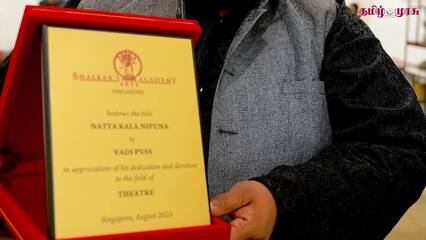 தமிழ் முரசு
BHASKAR'S ACADEMY
ARTS
SINGAPORE
bestows the title
NATYA KALA NIPUNA
to
VADI PVSS
in appreciation of his dedication and devotion
to the field of
THEATRE
Singapore, August 2023